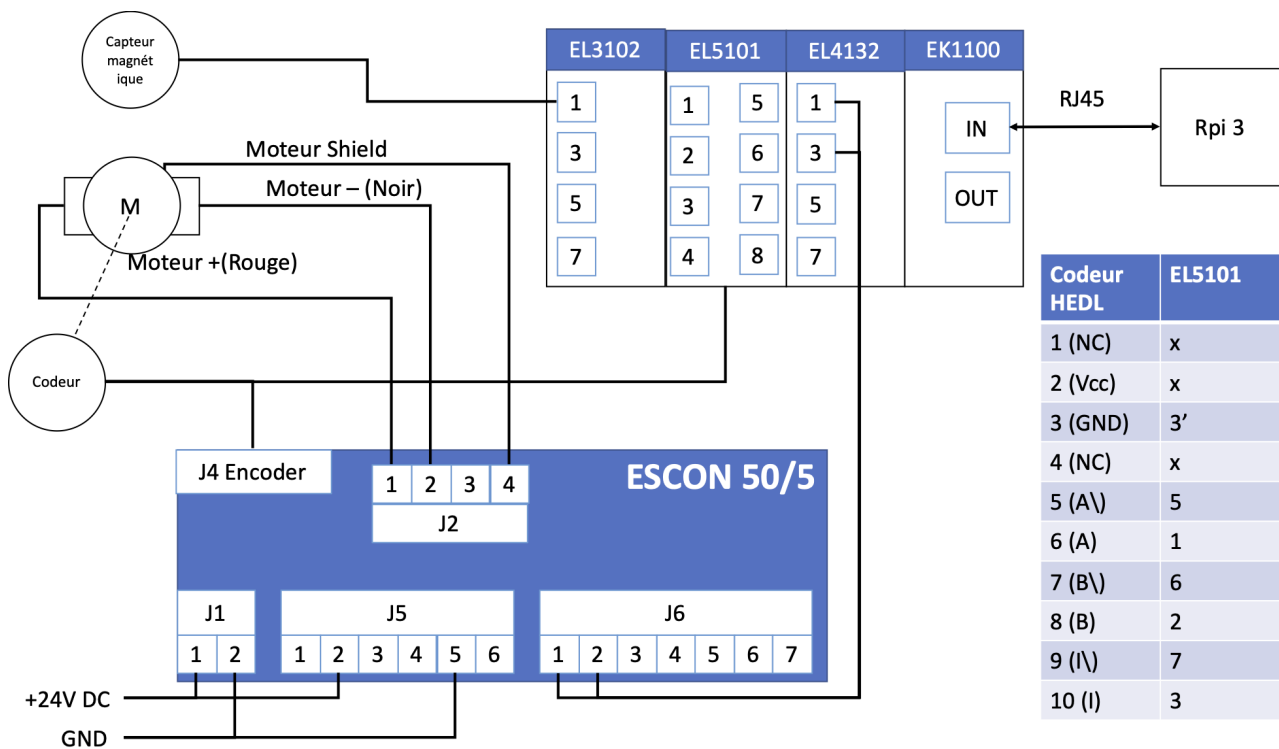 Capteur
magnét
ique
EL3102
EL5101
EL4132
EK1100
1
3
5
7
1
5
2
6
3
7
4
8
1
3
5
7
IN
OUT
RJ45
Rpi 3
Moteur Shield
Moteur – (Noir)
M
Moteur +(Rouge)
Codeur
Codeur HEDL EL5101
1 (NC) x
2 (Vcc) x
3 (GND) 3’
4 (NC) x
5 (A\) 5
6 (A) 1
7 (B\) 6
8 (B) 2
9 (I\) 7
10 (I) 3
J4 Encoder
1 2 3 4
J2
ESCON 50/5
J1
1 2
J5
1 2 3 4 5 6
J6
1 2 3 4 5 6 7
+24V DC
GND